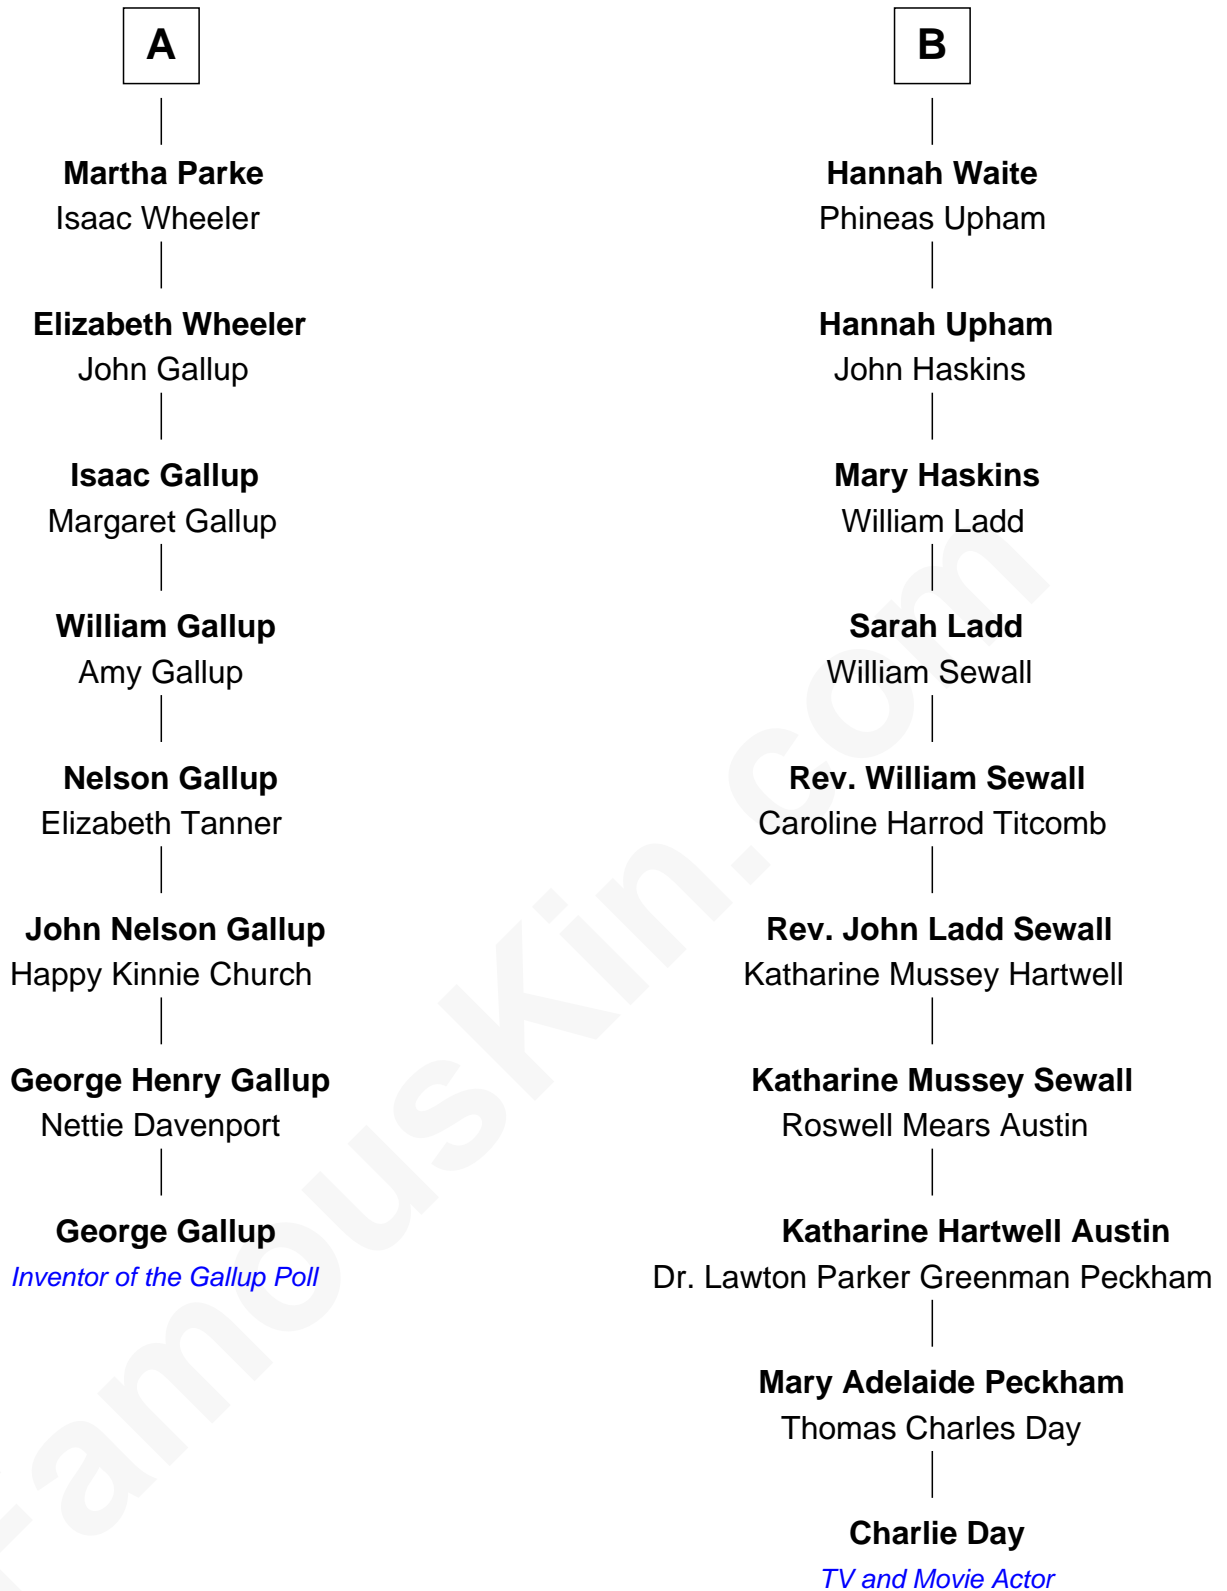 A
Martha Parke
Isaac Wheeler
Elizabeth Wheeler
John Gallup
Isaac Gallup
Margaret Gallup
William Gallup
Amy Gallup
Nelson Gallup
Elizabeth Tanner
John Nelson Gallup
Happy Kinnie Church
George Henry Gallup
Nettie Davenport
George Gallup
Inventor of the Gallup Poll
B
Hannah Waite
Phineas Upham
Hannah Upham
John Haskins
Mary Haskins
William Ladd
Sarah Ladd
William Sewall
Rev. William Sewall
Caroline Harrod Titcomb
Rev. John Ladd Sewall
Katharine Mussey Hartwell
Katharine Mussey Sewall
Roswell Mears Austin
Katharine Hartwell Austin
Dr. Lawton Parker Greenman Peckham
Mary Adelaide Peckham
Thomas Charles Day
Charlie Day
TV and Movie Actor
FamousKin.com